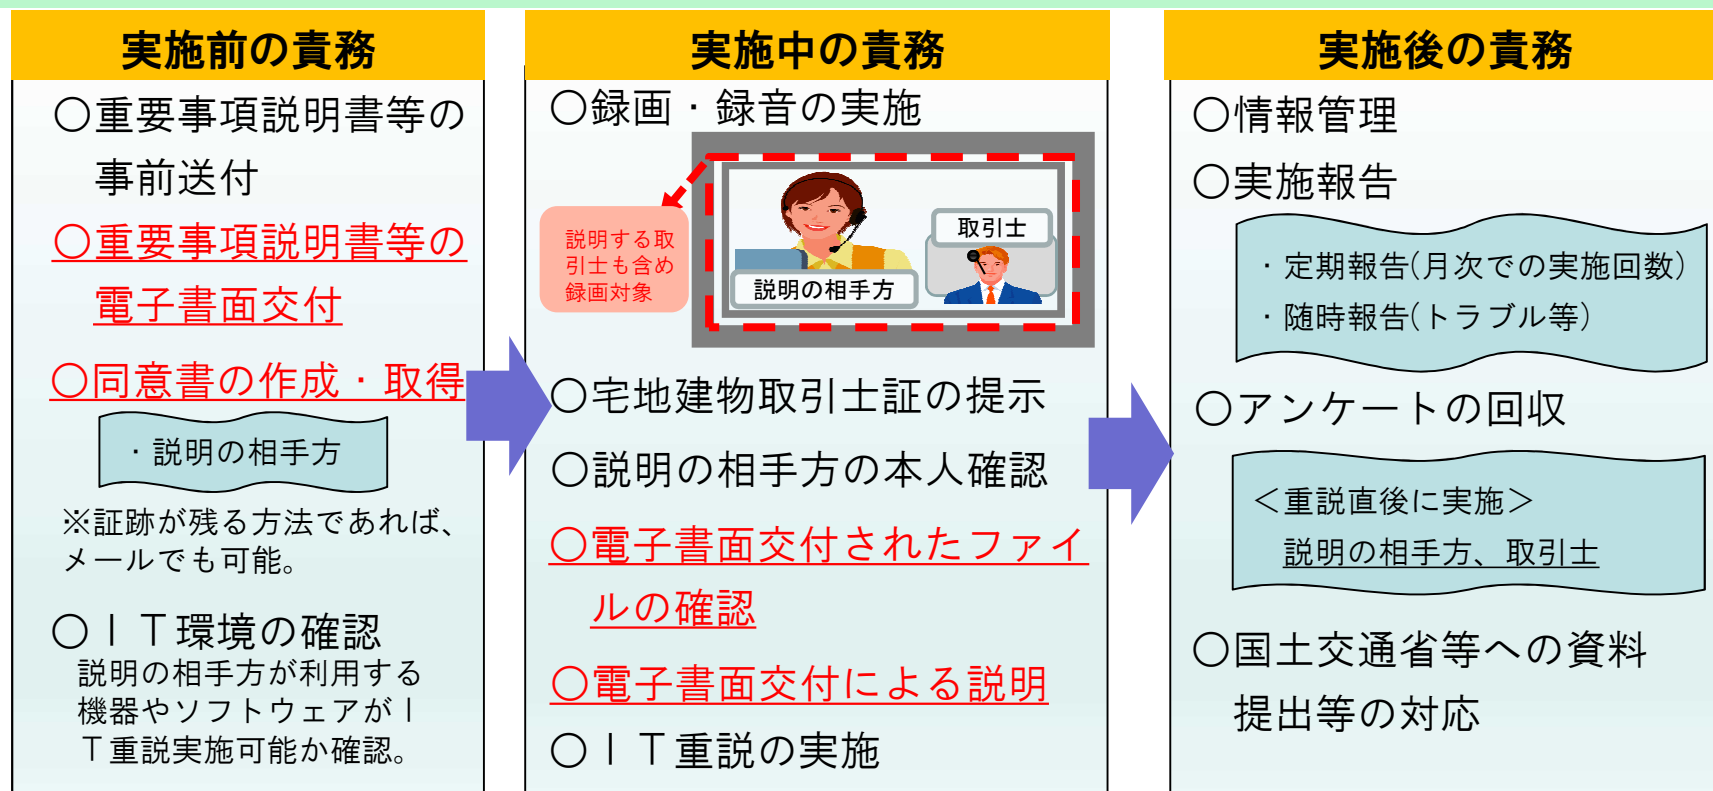 実施前の責務
○重要事項説明書等の
事前送付
○重要事項説明書等の
電子書面交付
○同意書の作成・取得
・説明の相手方
※証跡が残る方法であれば、
メールでも可能。
○ＩＴ環境の確認
説明の相手方が利用する
機器やソフトウェアがＩ
Ｔ重説実施可能か確認。
実施中の責務
○録画・録音の実施
説明する取
引士も含め
録画対象
取引士
説明の相手方
○宅地建物取引士証の提示
○説明の相手方の本人確認
○電子書面交付されたファイ
ルの確認
○電子書面交付による説明
○ＩＴ重説の実施
実施後の責務
○情報管理
○実施報告
・定期報告(月次での実施回数)
・随時報告(トラブル等)
○アンケートの回収
＜重説直後に実施＞
説明の相手方、取引士
○国土交通省等への資料
提出等の対応